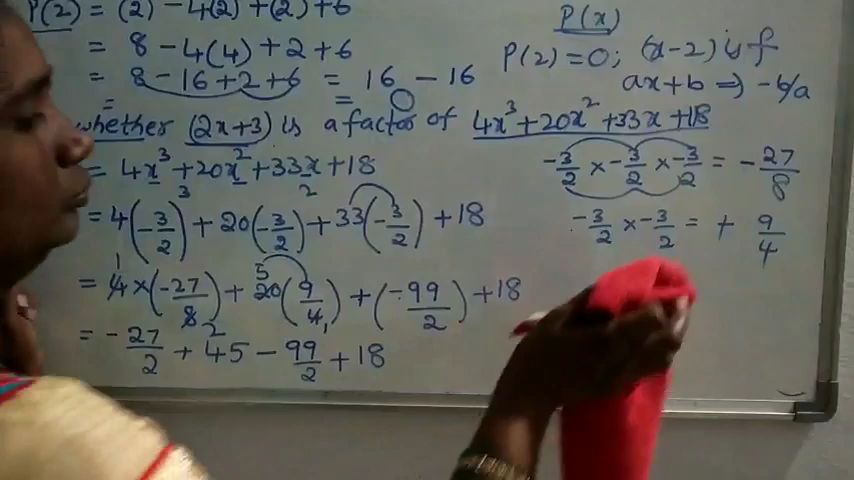 P(2) = (2) - 4(2) + (2) + 6
= 8 - 4(4) + 2 + 6
= 8 - 16 + 2 + 6 = 16 - 16
= = 0
P(x)
P(2) = 0; (x-2) is f
ax+b ⇒ -b/a
whether (2x+3) is a factor of 4x³+20x²+33x+18
= 4x³ + 20x² + 33x + 18
= 4(-3/2)³ + 20(-3/2)² + 33(-3/2) + 18
= 4 × (-27/8) + 20(9/4) + (-99/2) + 18
= -27/2 + 45 - 99/2 + 18
-3/2 × -3/2 × -3/2 = -27/8
-3/2 × -3/2 = + 9/4